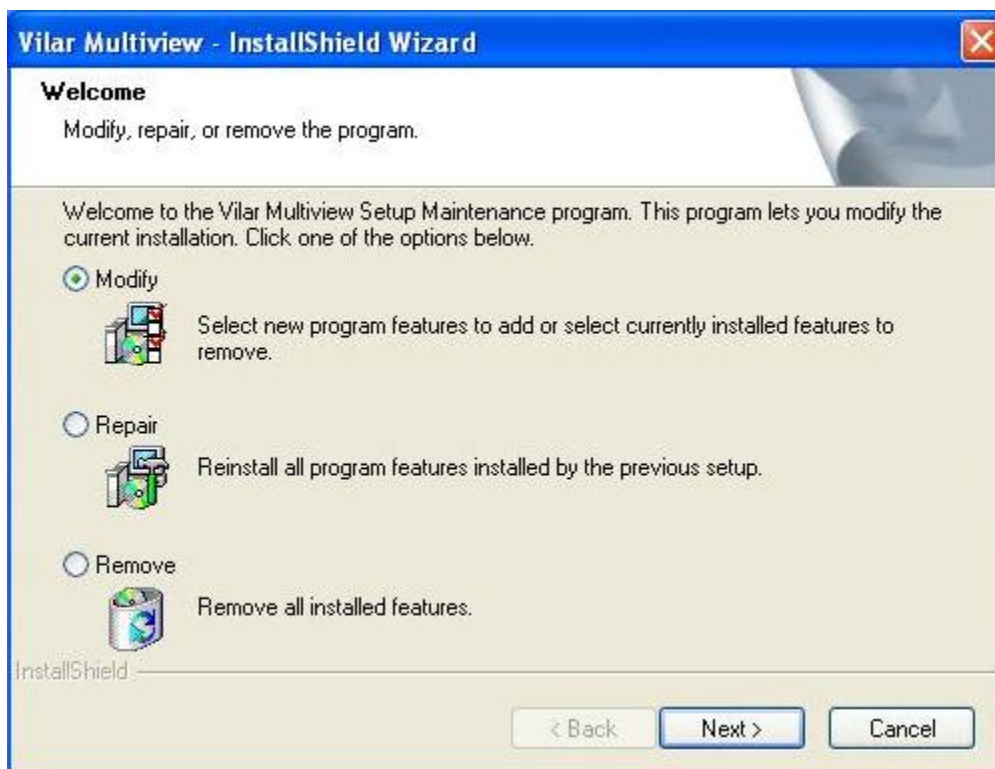 Vilar Multiview - InstallShield Wizard
Welcome
Modify, repair, or remove the program.
Welcome to the Vilar Multiview Setup Maintenance program. This program lets you modify the
current installation. Click one of the options below.
Modify
Select new program features to add or select currently installed features to
remove.
Repair
Reinstall all program features installed by the previous setup.
Remove
Remove all installed features.
InstallShield
< Back
Next >
Cancel